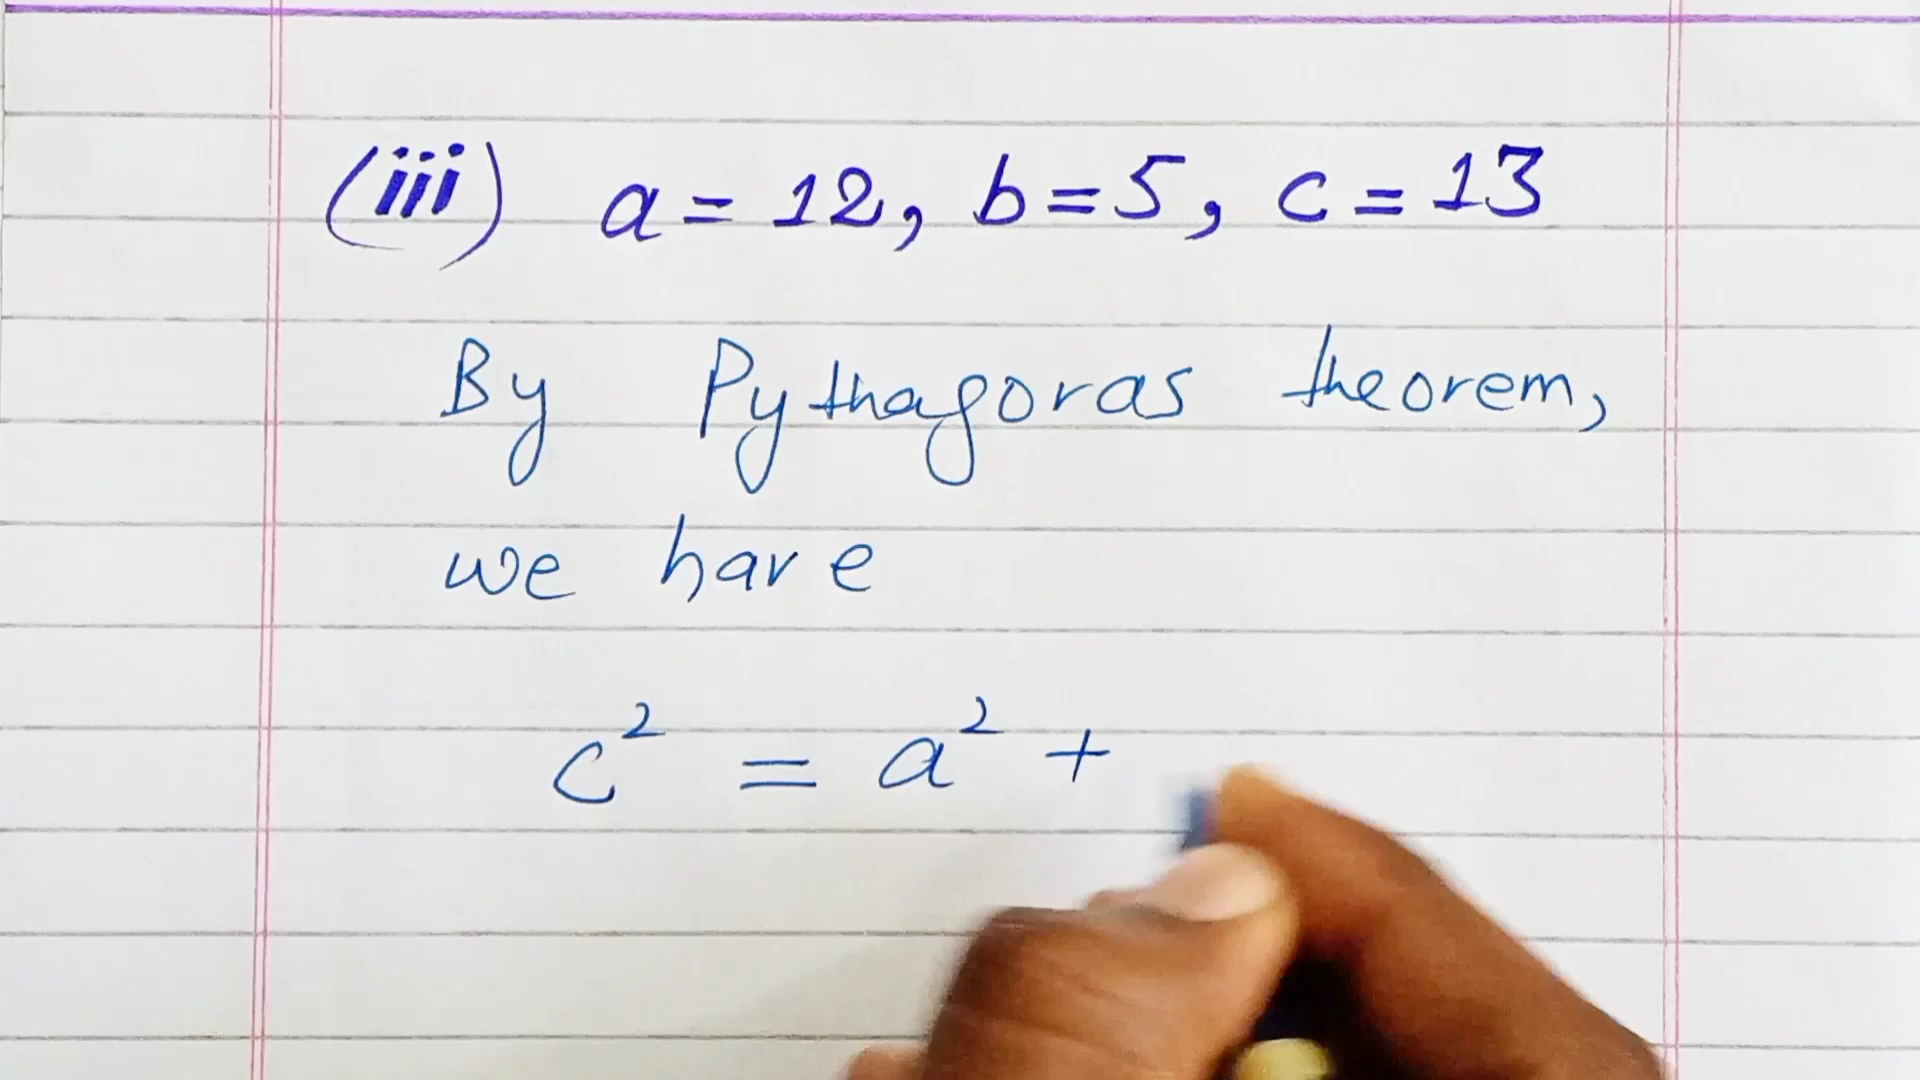 (iii) a = 12, b = 5, c = 13
By Pythagoras theorem,
we have
c² = a² +